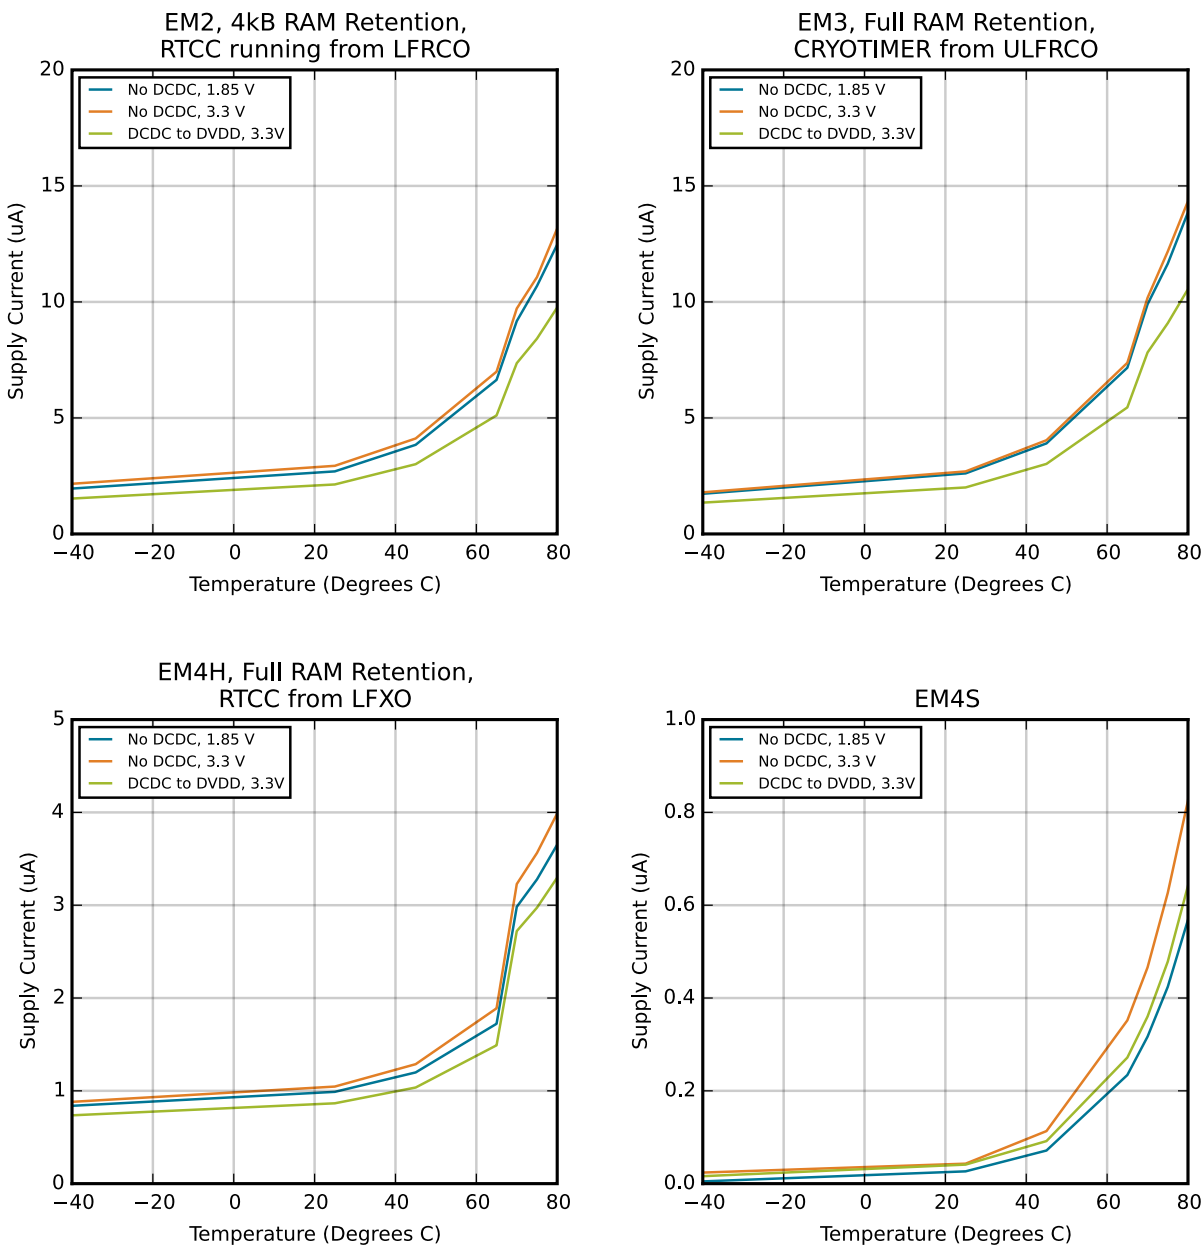 EM2, 4kB RAM Retention,
RTCC running from LFRCO
20
15
10
5
0
No DCDC, 1.85 V
No DCDC, 3.3 V
DCDC to DVDD, 3.3V
Supply Current (uA)
−40 −20 0 20 40 60 80
Temperature (Degrees C)
EM3, Full RAM Retention,
CRYOTIMER from ULFRCO
20
15
10
5
0
No DCDC, 1.85 V
No DCDC, 3.3 V
DCDC to DVDD, 3.3V
Supply Current (uA)
−40 −20 0 20 40 60 80
Temperature (Degrees C)
EM4H, Full RAM Retention,
RTCC from LFXO
5
4
3
2
1
0
No DCDC, 1.85 V
No DCDC, 3.3 V
DCDC to DVDD, 3.3V
Supply Current (uA)
−40 −20 0 20 40 60 80
Temperature (Degrees C)
EM4S
1.0
0.8
0.6
0.4
0.2
0.0
No DCDC, 1.85 V
No DCDC, 3.3 V
DCDC to DVDD, 3.3V
Supply Current (uA)
−40 −20 0 20 40 60 80
Temperature (Degrees C)